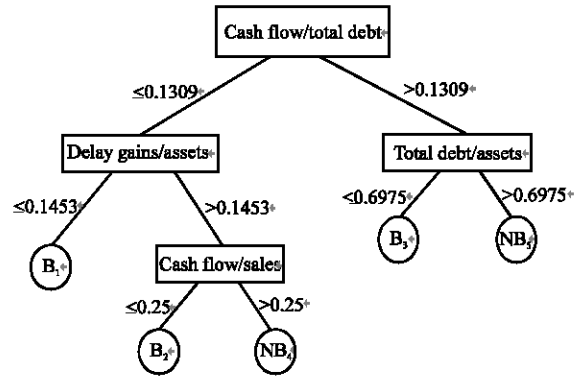 Cash flow/total debt
≤0.1309
>0.1309
Delay gains/assets
Total debt/assets
≤0.1453
>0.1453
≤0.6975
>0.6975
B₁
Cash flow/sales
B₃
NB₅
≤0.25
>0.25
B₂
NB₄